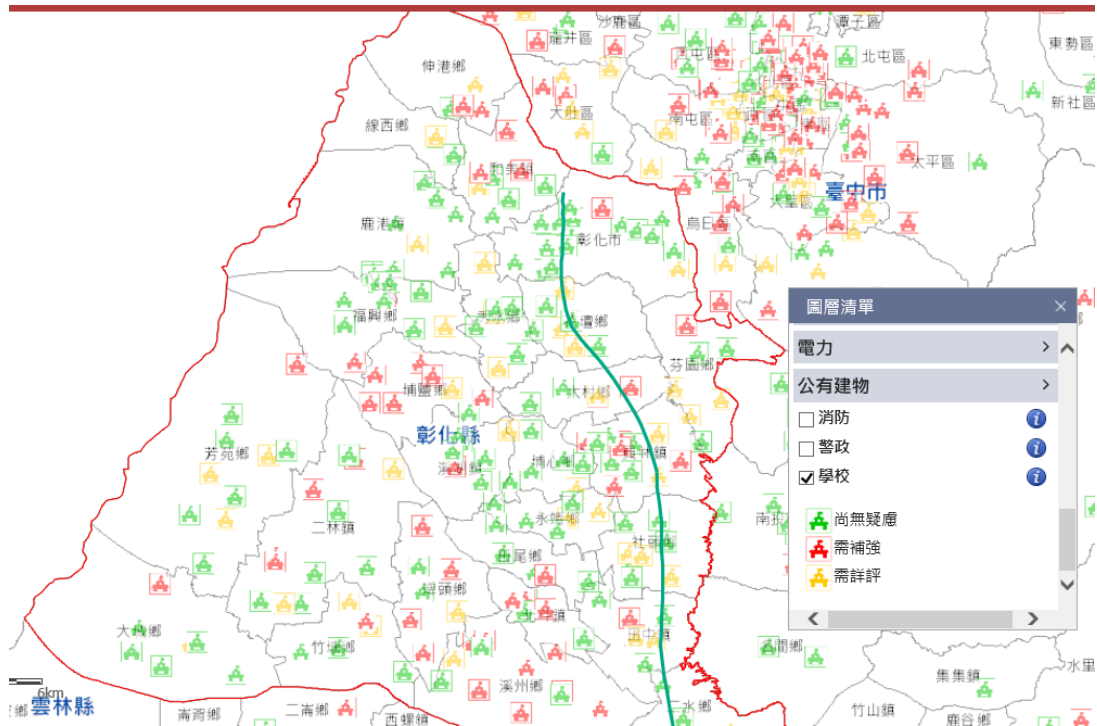 沙鹿區
潭子區
龍井區
西屯區
北屯區
東勢區
伸港鄉
新社區
大肚區
南屯區
線西鄉
和美鎮
太平區
臺中市
大里區
鹿港鎮
烏日區
彰化市
福興鄉
秀水鄉
花壇鄉
芬園鄉
埔鹽鄉
大村鄉
彰化縣
芳苑鄉
溪湖鎮
埔心鄉
員林鎮
二林鎮
永靖鄉
社頭鄉
田尾鄉
埤頭鄉
北斗鎮
大城鄉
竹塘鄉
田中鎮
名間鄉
溪州鄉
集集鎮
水里
6km
雲林縣
崙背鄉
二崙鄉
西螺鎮
二水鄉
竹山鎮
鹿谷鄉
圖層清單
電力
公有建物
消防
警政
學校
尚無疑慮
需補強
需詳評